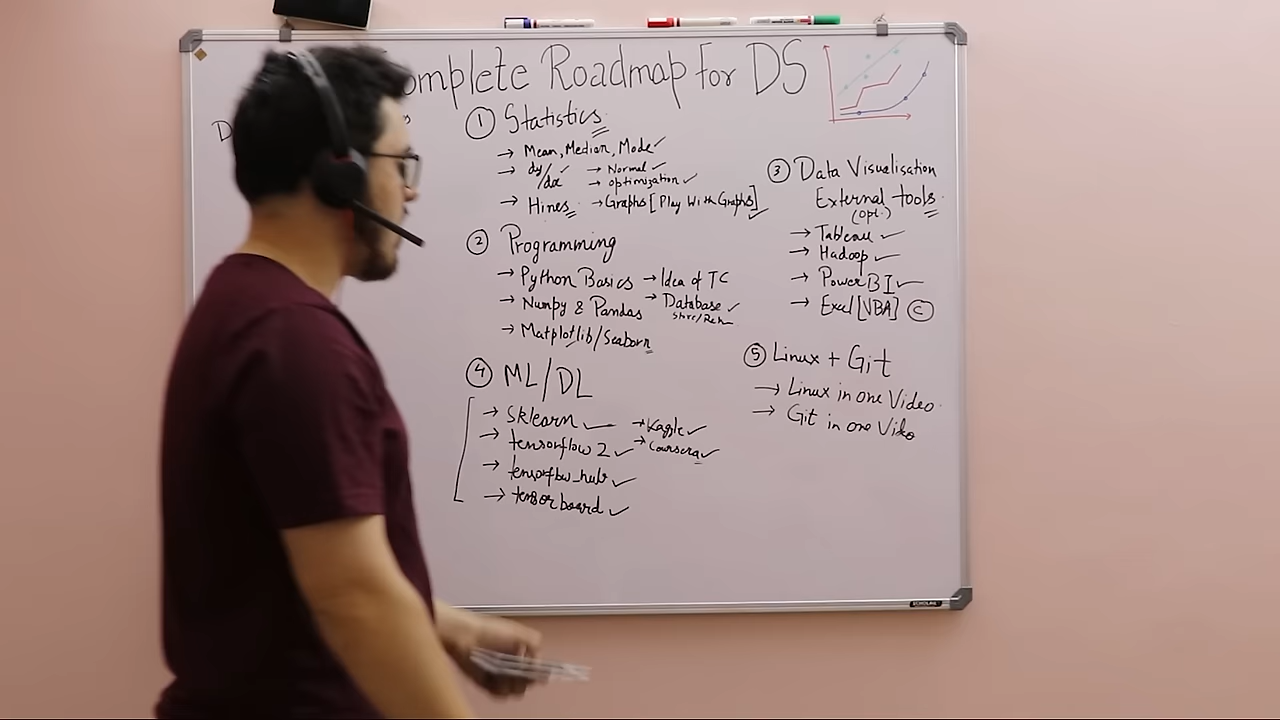 omplete Roadmap for DS
D
① Statistics
→ Mean, Median, Mode ✓
→ dy/dx ✓ → Normal ✓
→ optimization ✓
→ Hines → Graphs [Play With Graphs] ✓
② Programming
→ Python Basics → Idea of TC
→ Numpy & Pandas → Database ✓
→ Matplotlib/Seaborn
④ ML/DL
→ Sklearn ✓ → Kaggle ✓
→ tensorflow 2 ✓ → Coursera ✓
→ tensorflow_hub ✓
→ tensorboard ✓
③ Data Visualisation
External tools
(opt.)
→ Tableau ✓
→ Hadoop ✓
→ Power BI ✓
→ Excel [VBA] ©
⑤ Linux + Git
→ Linux in one Video
→ Git in one Video